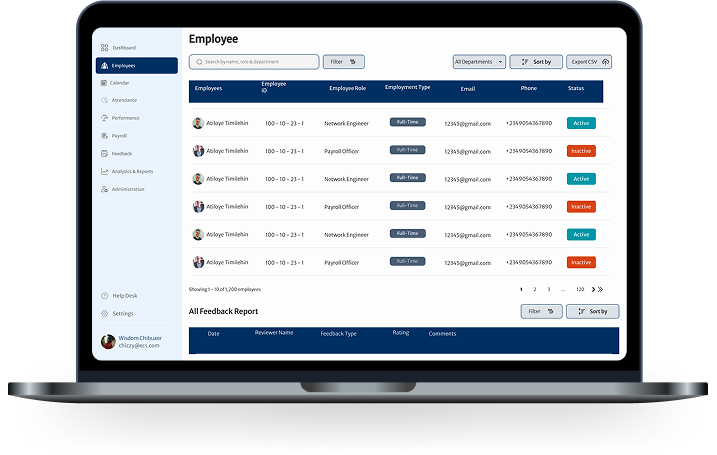 Employee
Dashboard
Employees
Calendar
Attendance
Performance
Payroll
Feedback
Analytics & Reports
Administration
Help Desk
Settings
Wisdom Chibuzor
chizzy@ecs.com
Search by name, role & department
Filter
All Departments
Sort by
Export CSV
Employees Employee ID Employee Role Employment Type Email Phone Status
Atiloye Timilehin 100 - 10 - 23 - 1 Network Engineer Full-Time 12345@gmail.com +2349054367890 Active
Atiloye Timilehin 100 - 10 - 23 - 1 Payroll Officer Full-Time 12345@gmail.com +2349054367890 Inactive
Atiloye Timilehin 100 - 10 - 23 - 1 Network Engineer Full-Time 12345@gmail.com +2349054367890 Active
Atiloye Timilehin 100 - 10 - 23 - 1 Payroll Officer Full-Time 12345@gmail.com +2349054367890 Inactive
Atiloye Timilehin 100 - 10 - 23 - 1 Network Engineer Full-Time 12345@gmail.com +2349054367890 Active
Atiloye Timilehin 100 - 10 - 23 - 1 Payroll Officer Full-Time 12345@gmail.com +2349054367890 Inactive
Showing 1 - 10 of 1,200 employees
1 2 3 ... 120
All Feedback Report
Filter
Sort by
Date Reviewer Name Feedback Type Rating Comments